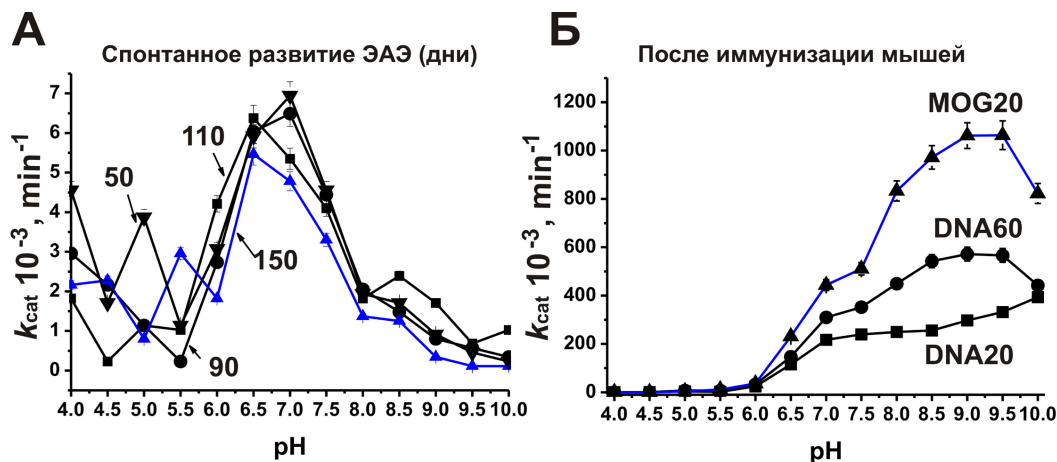 А
Спонтанное развитие ЭАЭ (дни)
kcat 10-3, min-1
7
6
5
4
3
2
1
0
110
50
150
90
4.0 4.5 5.0 5.5 6.0 6.5 7.0 7.5 8.0 8.5 9.0 9.5 10.0
pH
Б
После иммунизации мышей
kcat 10-3, min-1
1200
1000
800
600
400
200
0
MOG20
DNA60
DNA20
4.0 4.5 5.0 5.5 6.0 6.5 7.0 7.5 8.0 8.5 9.0 9.5 10.0
pH